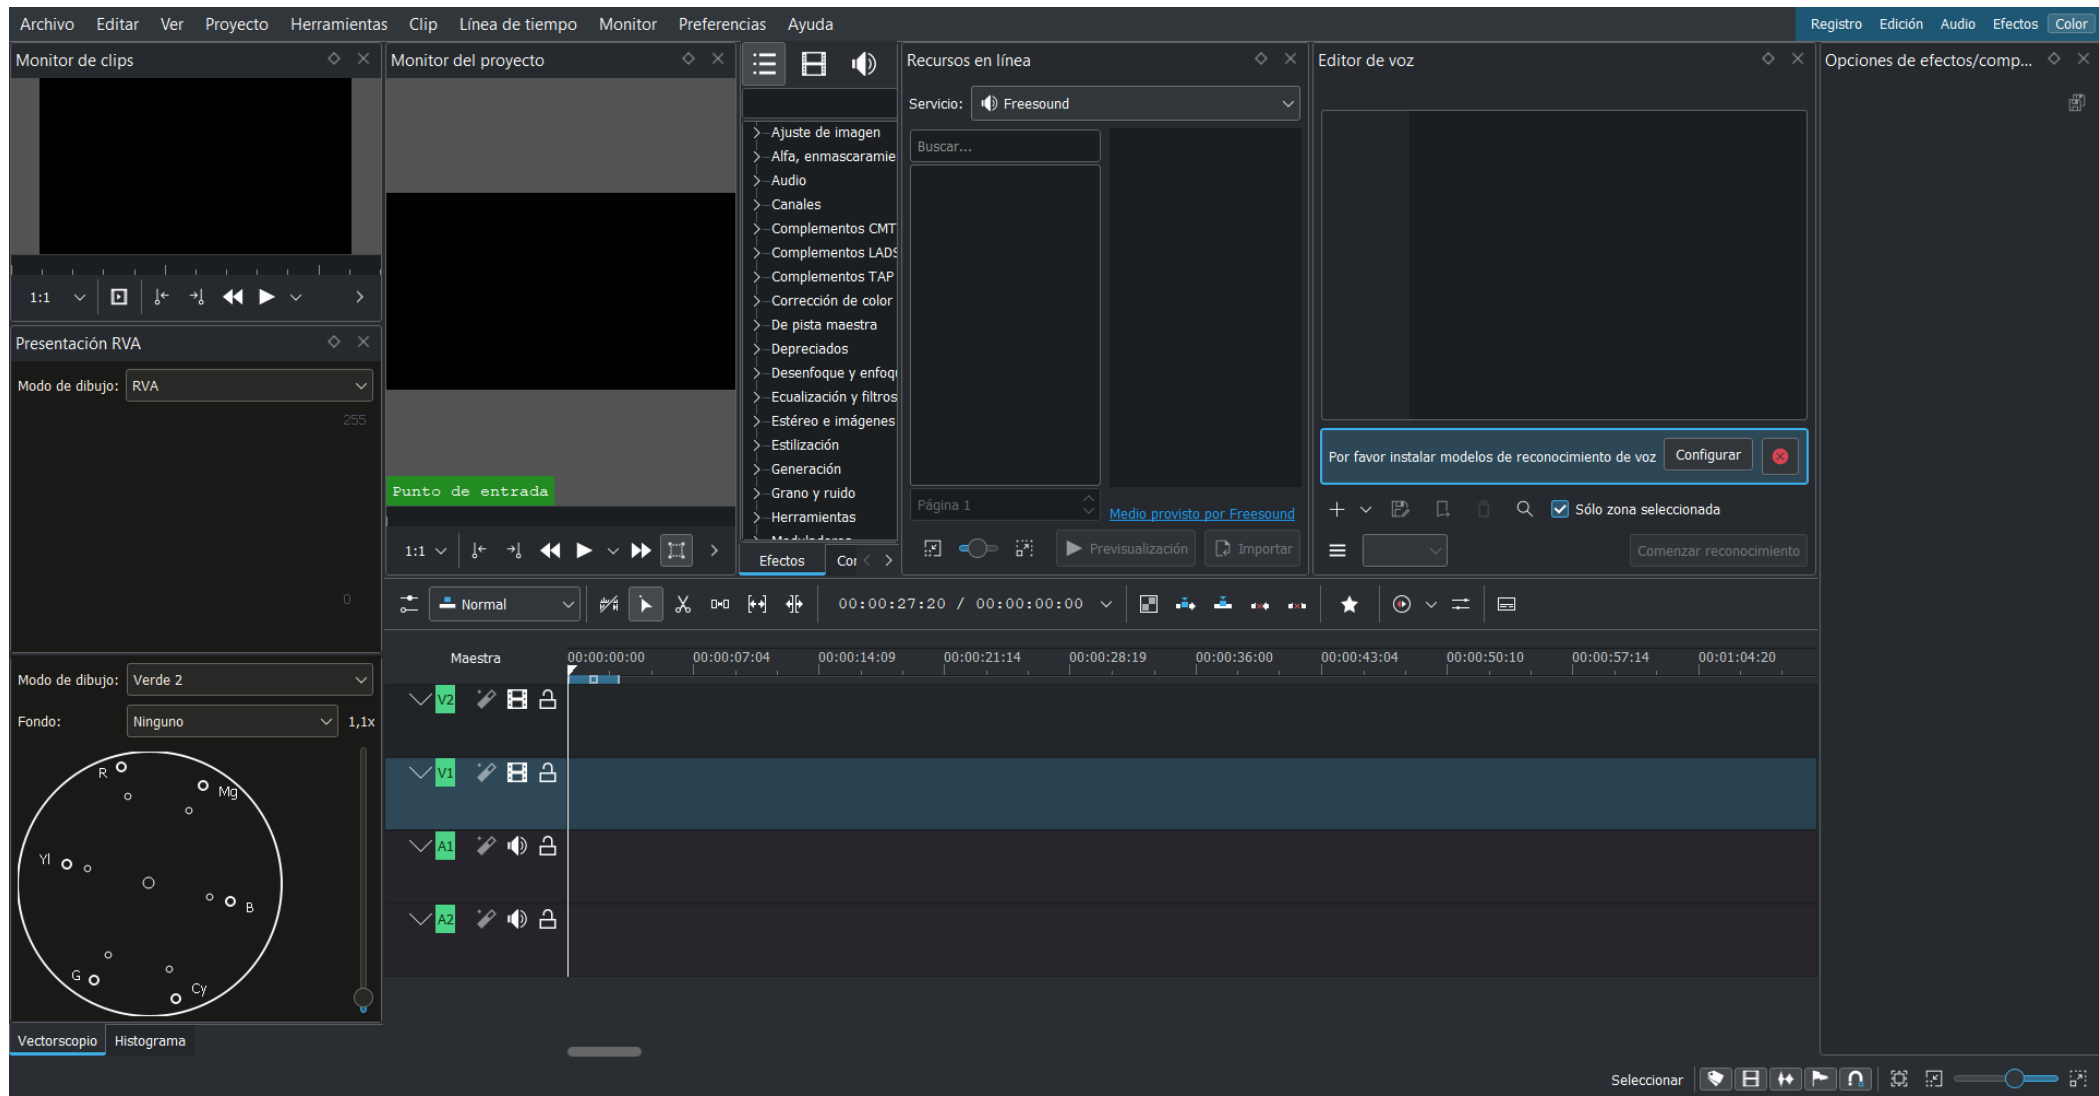 Archivo Editar Ver Proyecto Herramientas Clip Línea de tiempo Monitor Preferencias Ayuda
Registro Edición Audio Efectos Color
Monitor de clips
1:1
Presentación RVA
Modo de dibujo: RVA
255
0
Modo de dibujo: Verde 2
Fondo: Ninguno 1,1x
R
Mg
Yl
B
G
Cy
Vectorscopio Histograma
Monitor del proyecto
Punto de entrada
1:1
Ajuste de imagen
Alfa, enmascaramie
Audio
Canales
Complementos CMT
Complementos LADS
Complementos TAP
Corrección de color
De pista maestra
Depreciados
Desenfoque y enfoqu
Ecualización y filtros
Estéreo e imágenes
Estilización
Generación
Grano y ruido
Herramientas
Moduladores
Efectos Cor
Recursos en línea
Servicio: Freesound
Buscar...
Página 1
Medio provisto por Freesound
Previsualización Importar
Editor de voz
Por favor instalar modelos de reconocimiento de voz Configurar
Sólo zona seleccionada
Comenzar reconocimiento
Opciones de efectos/comp...
Normal 00:00:27:20 / 00:00:00:00
Maestra 00:00:00:00 00:00:07:04 00:00:14:09 00:00:21:14 00:00:28:19 00:00:36:00 00:00:43:04 00:00:50:10 00:00:57:14 00:01:04:20
V2
V1
A1
A2
Seleccionar